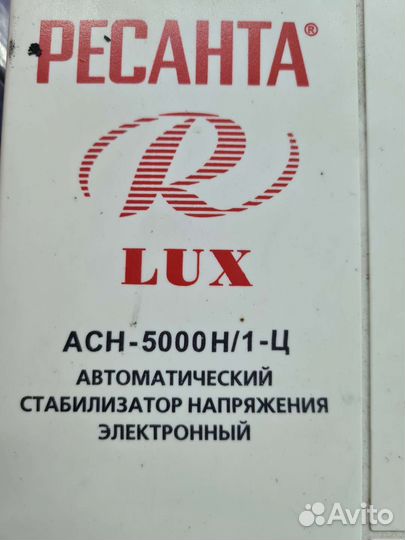 РЕСАНТА®
R
LUX
АСН-5000Н/1-Ц
АВТОМАТИЧЕСКИЙ
СТАБИЛИЗАТОР НАПРЯЖЕНИЯ
ЭЛЕКТРОННЫЙ
Avito